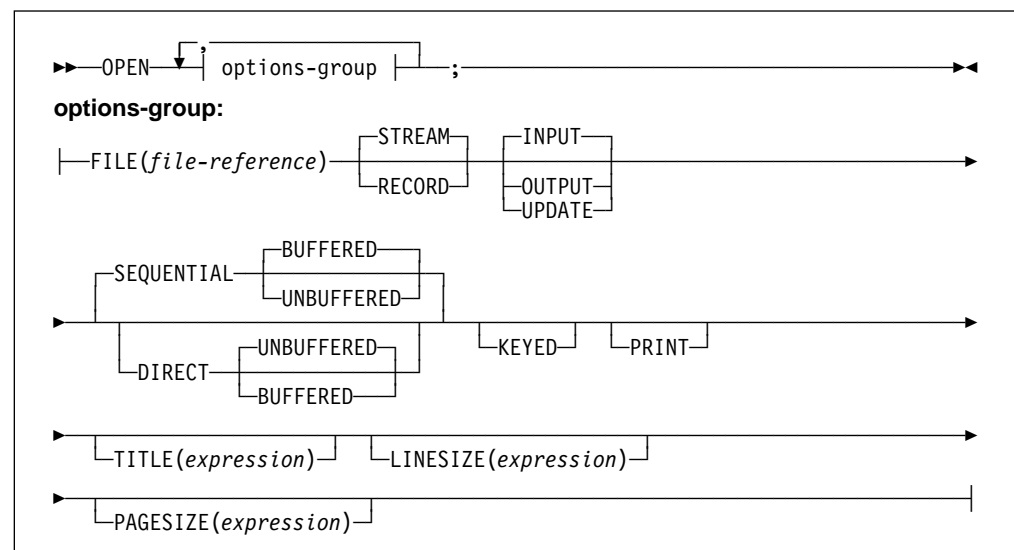 ,
OPEN options-group ;
options-group:
STREAM INPUT
FILE(file-reference)
RECORD OUTPUT
UPDATE
BUFFERED
SEQUENTIAL
UNBUFFERED
UNBUFFERED KEYED PRINT
DIRECT
BUFFERED
TITLE(expression) LINESIZE(expression)
PAGESIZE(expression)